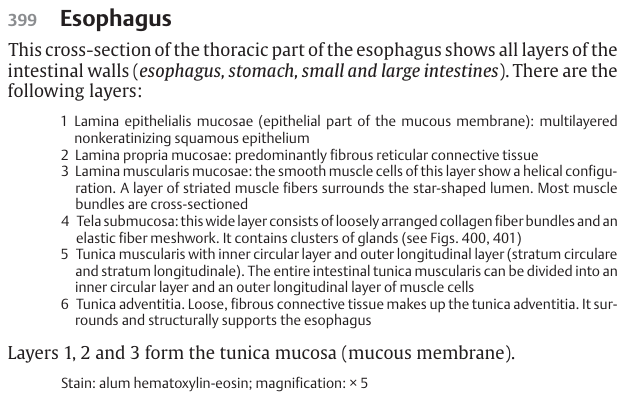 399 Esophagus
This cross-section of the thoracic part of the esophagus shows all layers of the
intestinal walls (esophagus, stomach, small and large intestines). There are the
following layers:
1 Lamina epithelialis mucosae (epithelial part of the mucous membrane): multilayered
nonkeratinizing squamous epithelium
2 Lamina propria mucosae: predominantly fibrous reticular connective tissue
3 Lamina muscularis mucosae: the smooth muscle cells of this layer show a helical configu-
ration. A layer of striated muscle fibers surrounds the star-shaped lumen. Most muscle
bundles are cross-sectioned
4 Tela submucosa: this wide layer consists of loosely arranged collagen fiber bundles and an
elastic fiber meshwork. It contains clusters of glands (see Figs. 400, 401)
5 Tunica muscularis with inner circular layer and outer longitudinal layer (stratum circulare
and stratum longitudinale). The entire intestinal tunica muscularis can be divided into an
inner circular layer and an outer longitudinal layer of muscle cells
6 Tunica adventitia. Loose, fibrous connective tissue makes up the tunica adventitia. It sur-
rounds and structurally supports the esophagus
Layers 1, 2 and 3 form the tunica mucosa (mucous membrane).
Stain: alum hematoxylin-eosin; magnification: × 5